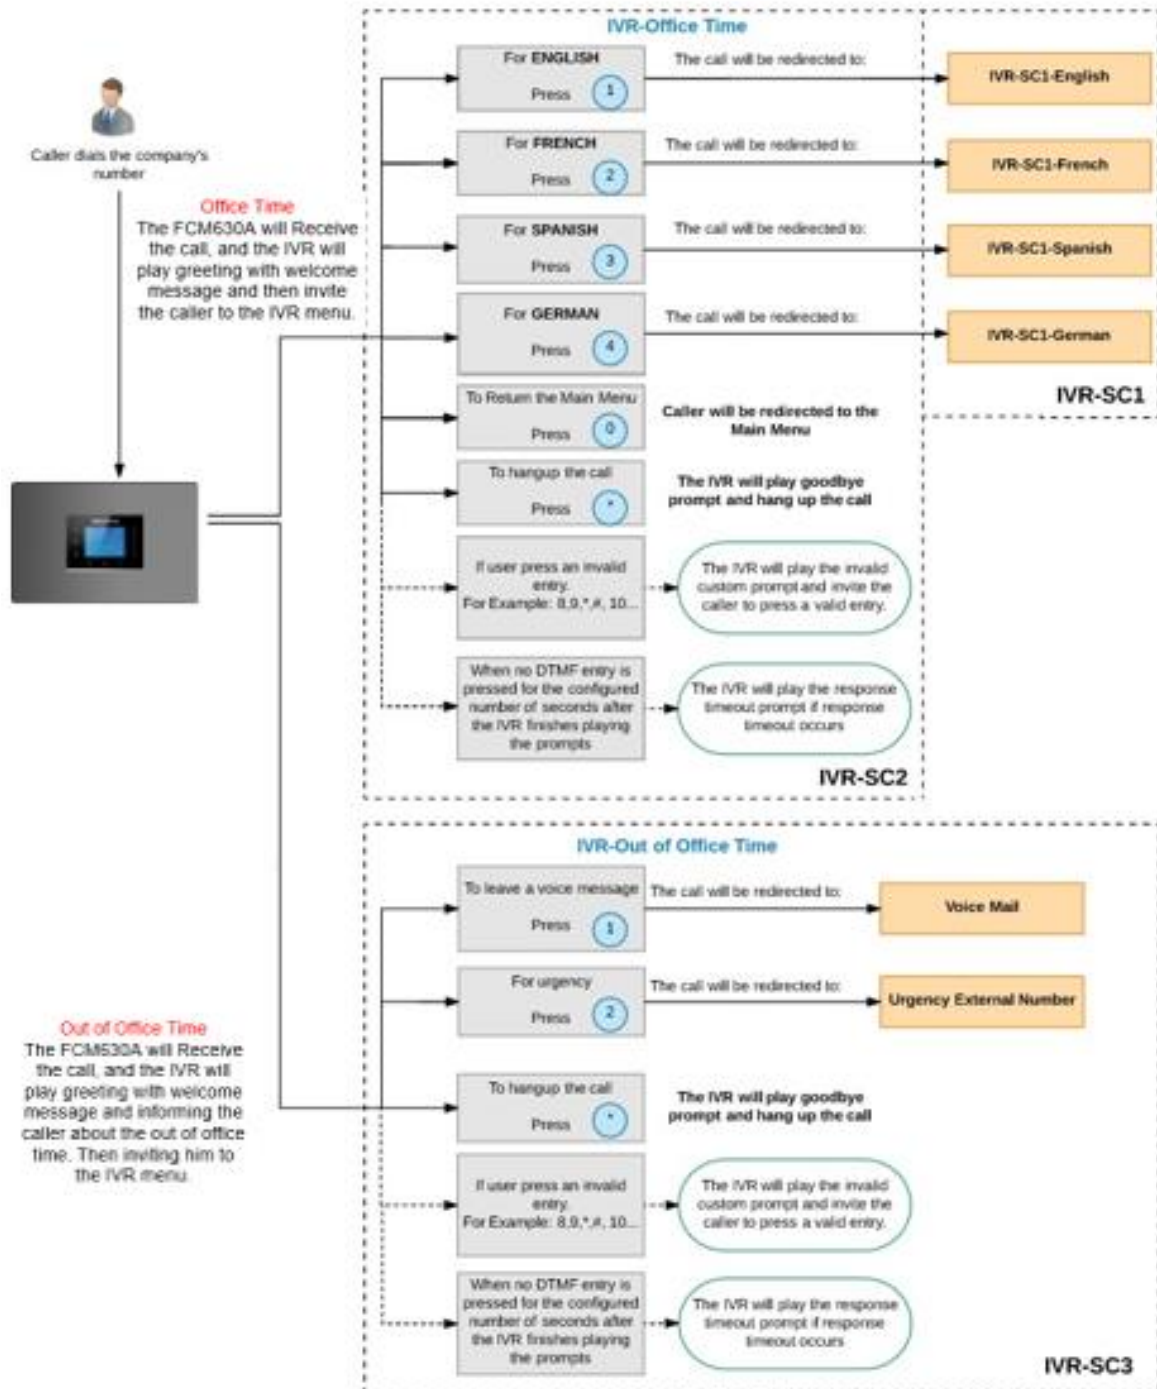 IVR-Office Time
For ENGLISH
Press 1
The call will be redirected to:
IVR-SC1-English
Caller dials the company's
number
For FRENCH
Press 2
The call will be redirected to:
IVR-SC1-French
Office Time
The FCM630A will Receive
the call, and the IVR will
play greeting with welcome
message and then invite
the caller to the IVR menu.
For SPANISH
Press 3
The call will be redirected to:
IVR-SC1-Spanish
For GERMAN
Press 4
The call will be redirected to:
IVR-SC1-German
IVR-SC1
To Return the Main Menu
Press 0
Caller will be redirected to the
Main Menu
To hangup the call
Press *
The IVR will play goodbye
prompt and hang up the call
If user press an invalid
entry.
For Example: 8,9,*,#, 10...
The IVR will play the invalid
custom prompt and invite the
caller to press a valid entry.
When no DTMF entry is
pressed for the configured
number of seconds after
the IVR finishes playing
the prompts
The IVR will play the response
timeout prompt if response
timeout occurs
IVR-SC2
IVR-Out of Office Time
To leave a voice message
Press 1
The call will be redirected to:
Voice Mail
For urgency
Press 2
The call will be redirected to:
Urgency External Number
Out of Office Time
The FCM630A will Receive
the call, and the IVR will
play greeting with welcome
message and informing the
caller about the out of office
time. Then inviting him to
the IVR menu.
To hangup the call
Press *
The IVR will play goodbye
prompt and hang up the call
If user press an invalid
entry.
For Example: 8,9,*,#, 10...
The IVR will play the invalid
custom prompt and invite the
caller to press a valid entry.
When no DTMF entry is
pressed for the configured
number of seconds after
the IVR finishes playing
the prompts
The IVR will play the response
timeout prompt if response
timeout occurs
IVR-SC3